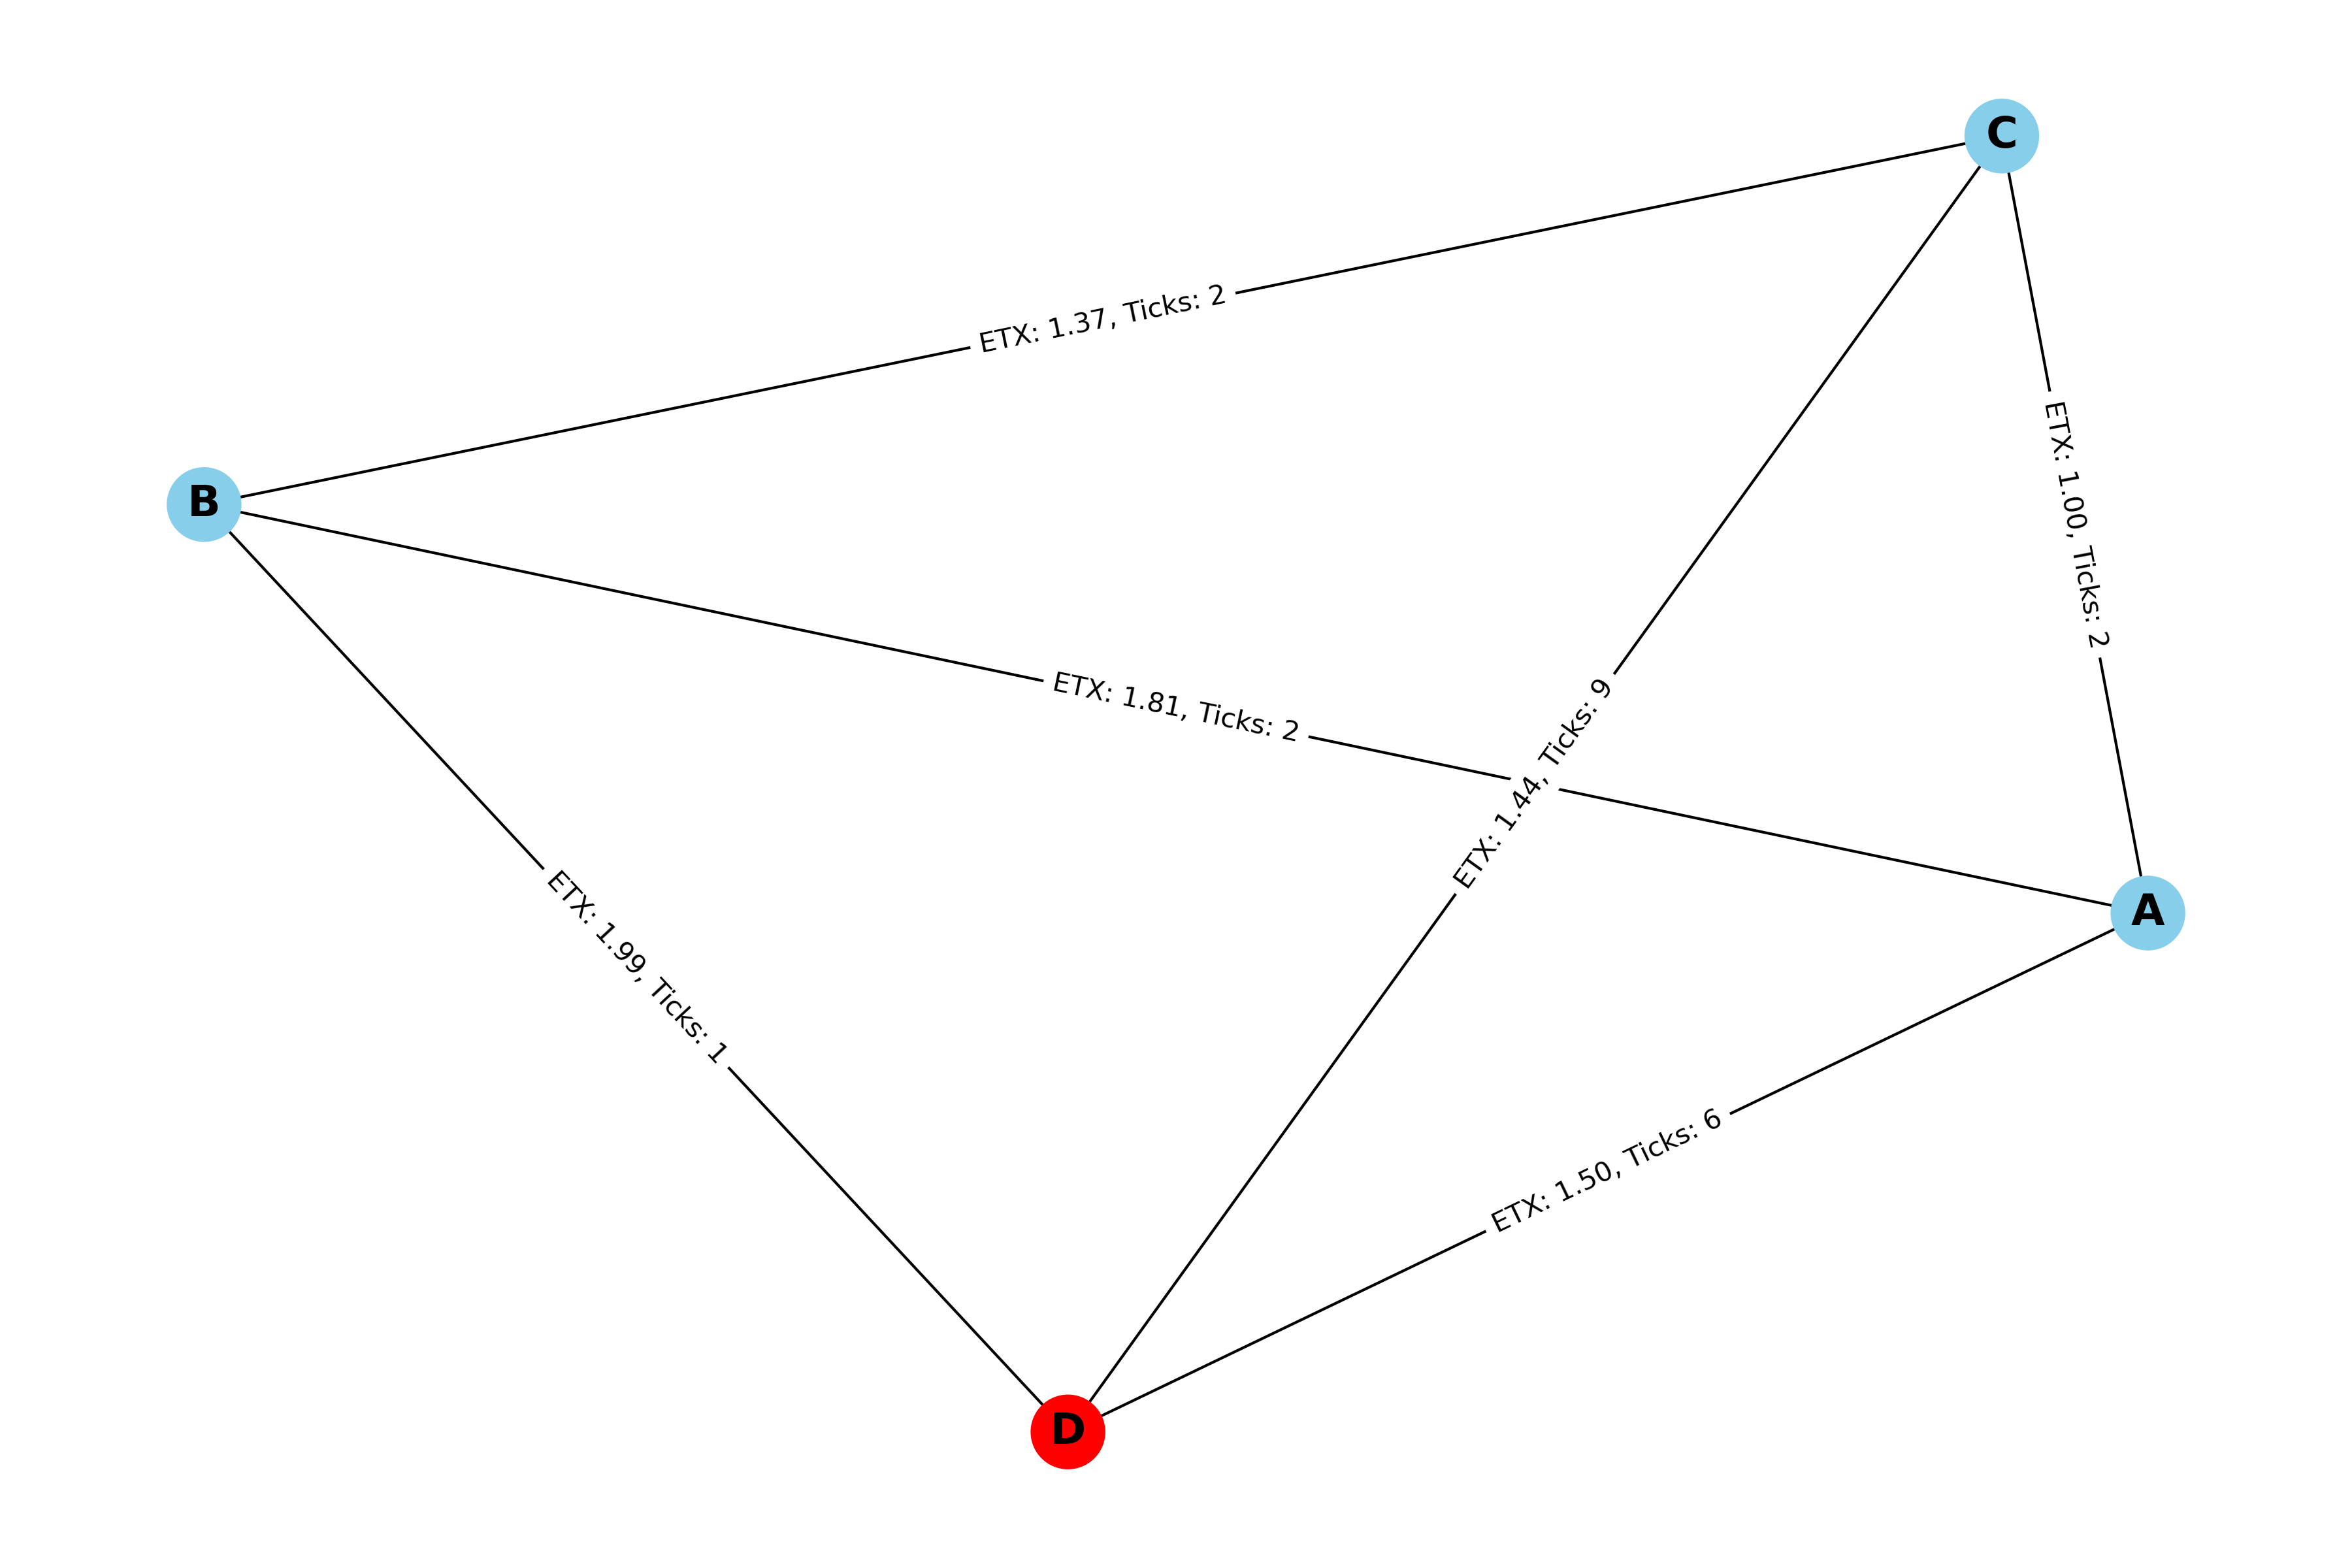 C
ETX: 1.37, Ticks: 2
ETX: 1.00, Ticks: 2
B
ETX: 1.81, Ticks: 2
ETX: 1.44, Ticks: 9
A
ETX: 1.99, Ticks: 1
ETX: 1.50, Ticks: 6
D